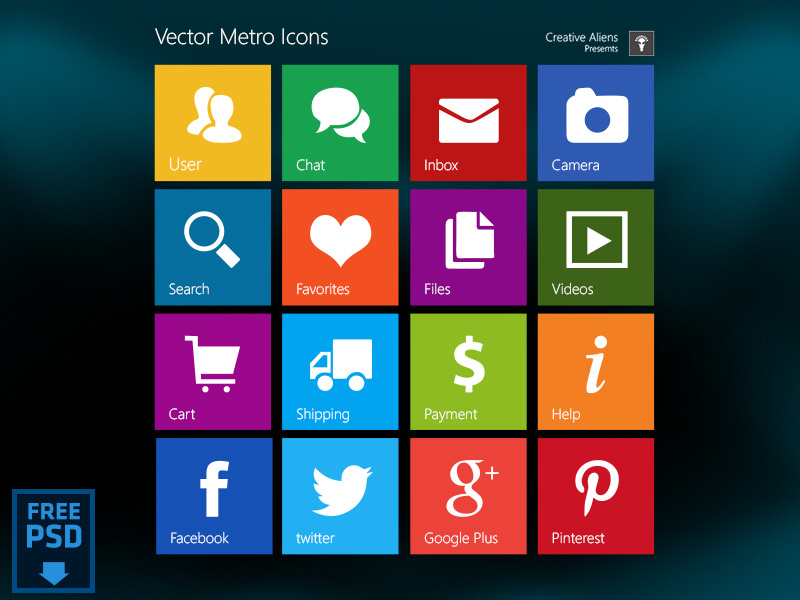 Vector Metro Icons
Creative Aliens
Presemts
User
Chat
Inbox
Camera
Search
Favorites
Files
Videos
Cart
Shipping
$
Payment
i
Help
f
Facebook
twitter
g+
Google Plus
Pinterest
FREE
PSD